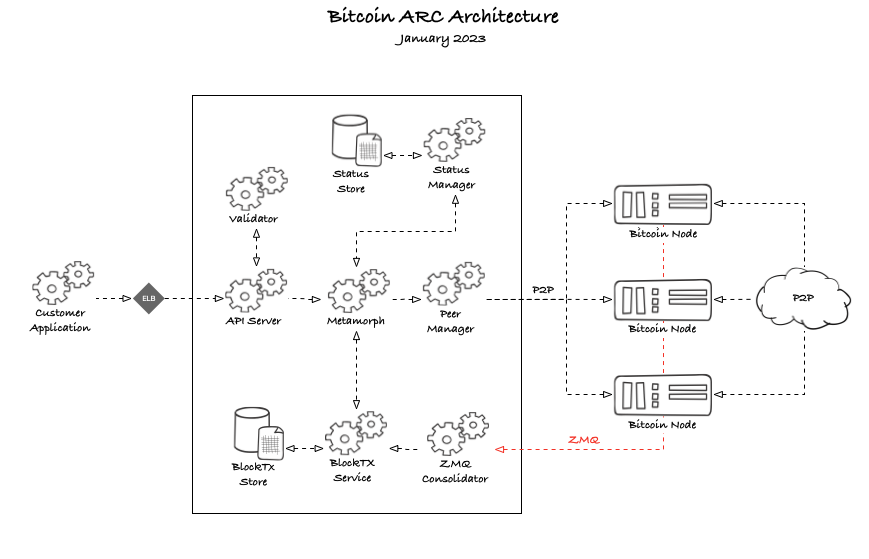 Bitcoin ARC Architecture
January 2023
Status
Store
Status
Manager
Validator
Bitcoin Node
Customer
Application
ELB
API Server
Metamorph
Peer
Manager
P2P
Bitcoin Node
P2P
Bitcoin Node
BlockTX
Store
BlockTX
Service
ZMQ
Consolidator
ZMQ